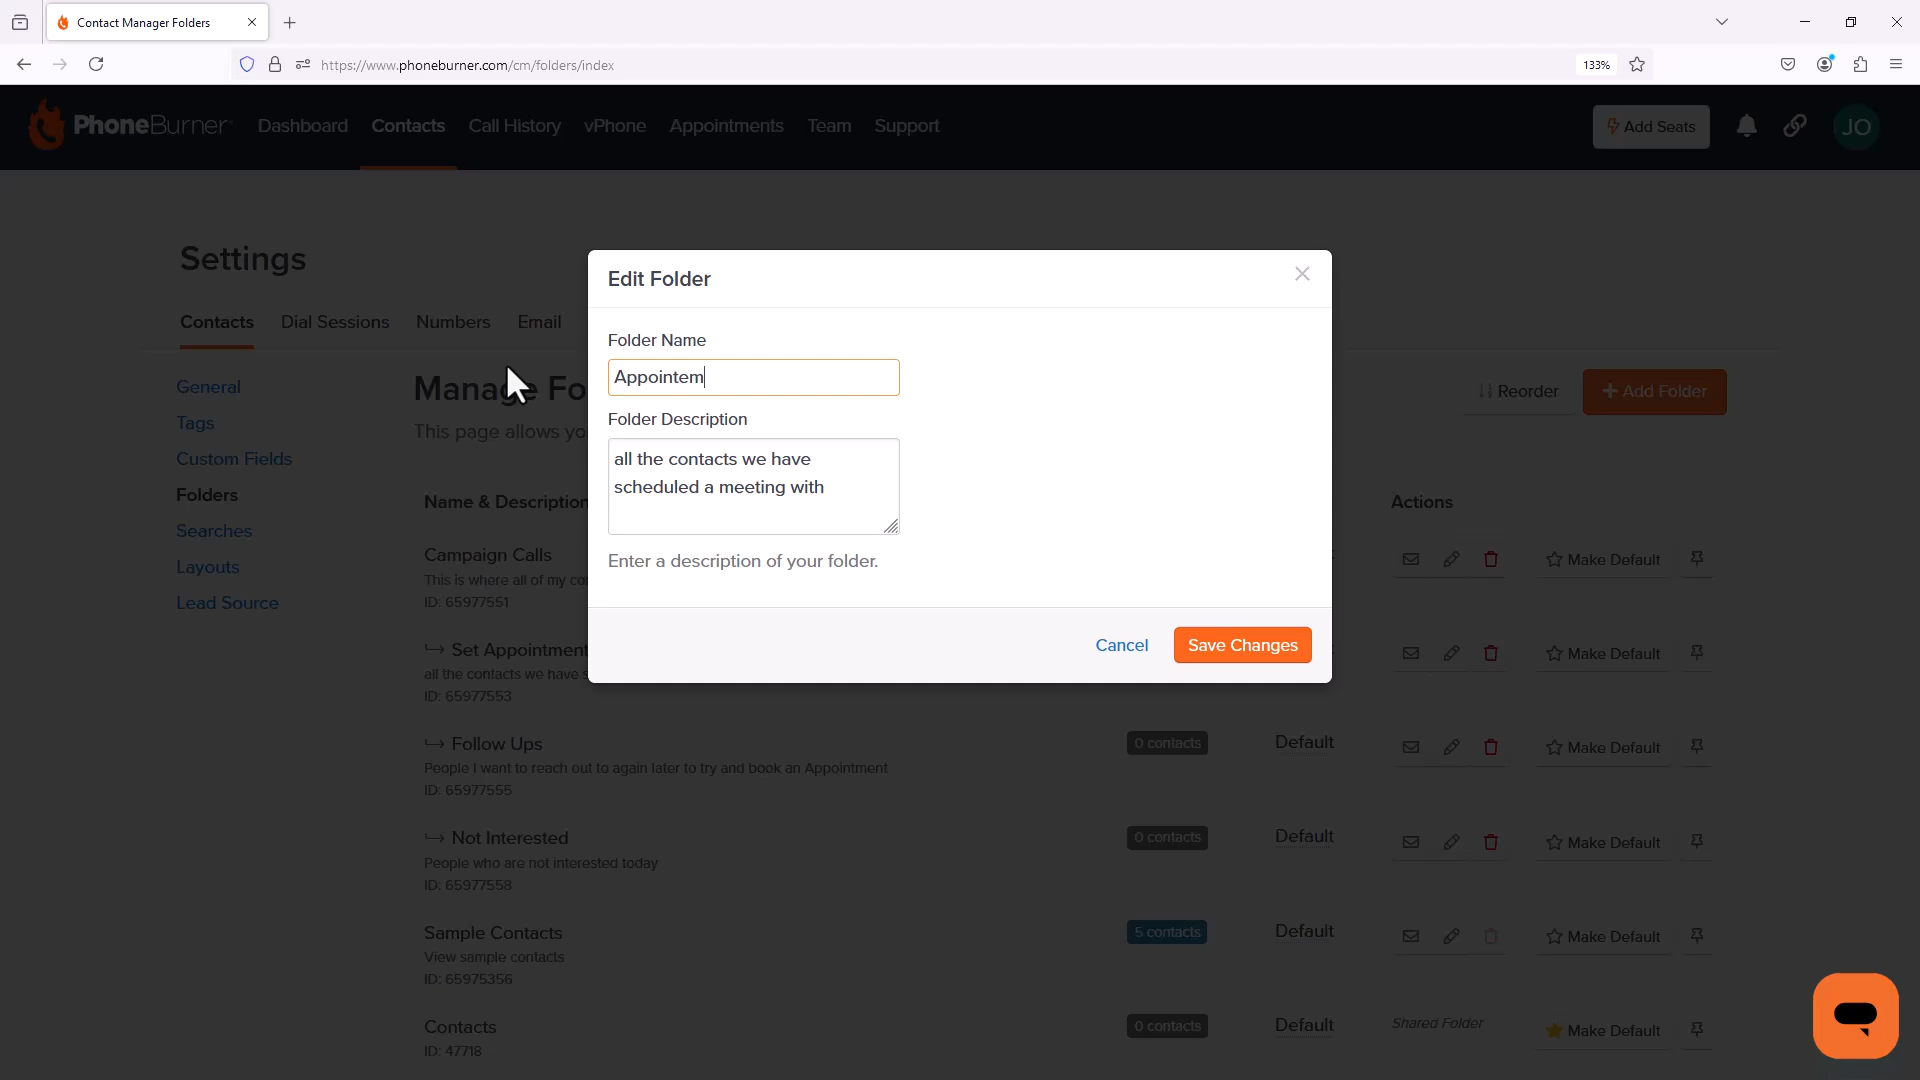 Contact Manager Folders
https://www.phoneburner.com/cm/folders/index
133%
PhoneBurner
Dashboard
Contacts
Call History
vPhone
Appointments
Team
Support
Add Seats
JO
Settings
Contacts
Dial Sessions
Numbers
Email
General
Tags
Custom Fields
Folders
Searches
Layouts
Lead Source
Manage Fo
This page allows yo
Reorder
Add Folder
Edit Folder
Folder Name
Appointem
Folder Description
all the contacts we have
scheduled a meeting with
Enter a description of your folder.
Cancel
Save Changes
Name & Description
Actions
Campaign Calls
This is where all of my co
ID: 65977551
Make Default
Set Appointment
all the contacts we have s
ID: 65977553
Make Default
Follow Ups
People I want to reach out to again later to try and book an Appointment
ID: 65977555
0 contacts
Default
Make Default
Not Interested
People who are not interested today
ID: 65977558
0 contacts
Default
Make Default
Sample Contacts
View sample contacts
ID: 65975356
5 contacts
Default
Make Default
Contacts
ID: 47718
0 contacts
Default
Shared Folder
Make Default